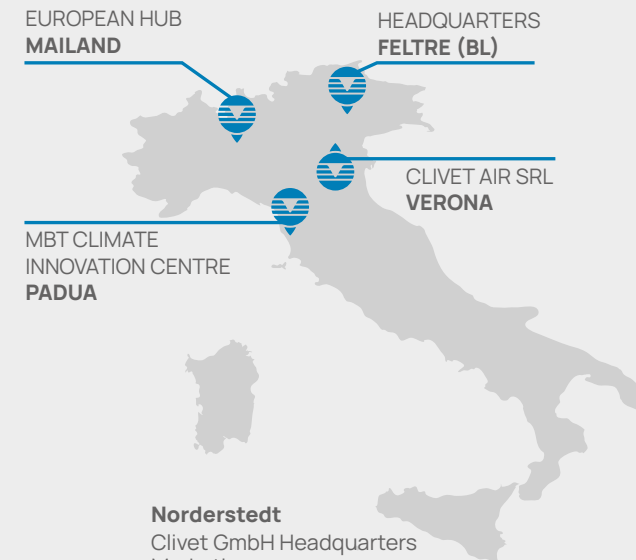 EUROPEAN HUB
MAILAND
HEADQUARTERS
FELTRE (BL)
CLIVET AIR SRL
VERONA
MBT CLIMATE
INNOVATION CENTRE
PADUA
Norderstedt
Clivet GmbH Headquarters